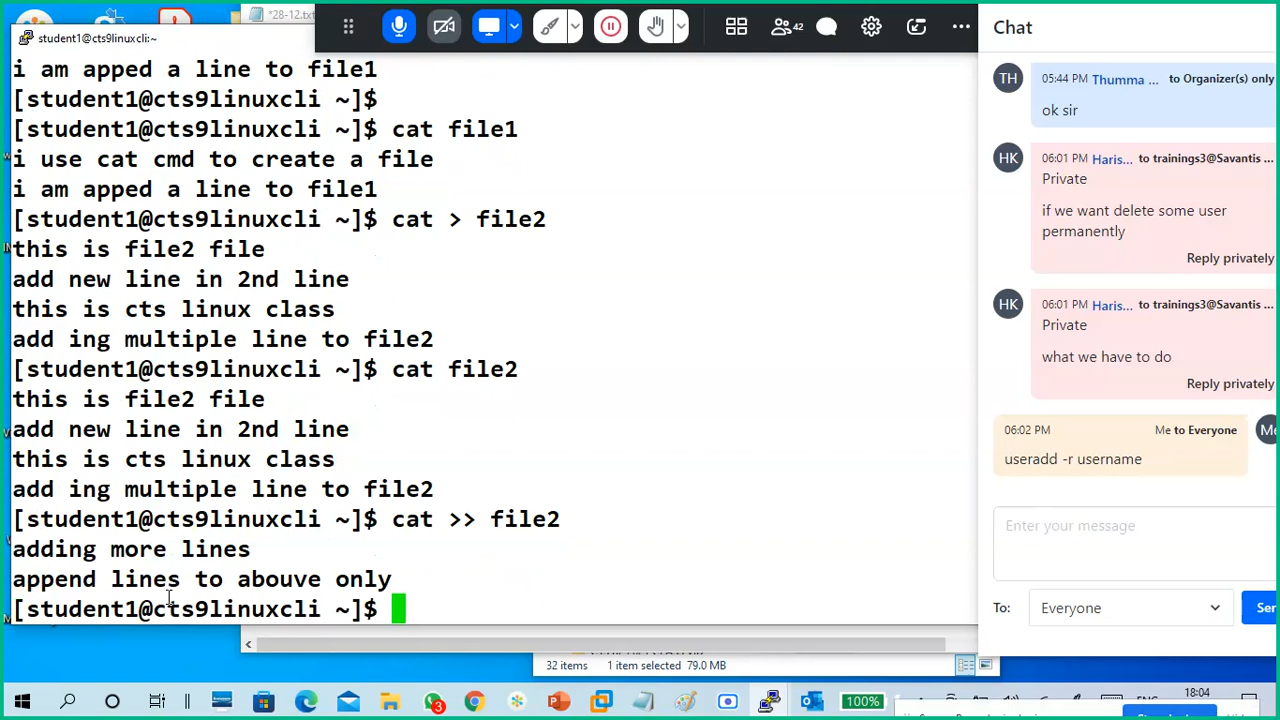 *28-12.txt
student1@cts9linuxcli:~
i am apped a line to file1
[student1@cts9linuxcli ~]$
[student1@cts9linuxcli ~]$ cat file1
i use cat cmd to create a file
i am apped a line to file1
[student1@cts9linuxcli ~]$ cat > file2
this is file2 file
add new line in 2nd line
this is cts linux class
add ing multiple line to file2
[student1@cts9linuxcli ~]$ cat file2
this is file2 file
add new line in 2nd line
this is cts linux class
add ing multiple line to file2
[student1@cts9linuxcli ~]$ cat >> file2
adding more lines
append lines to abouve only
[student1@cts9linuxcli ~]$
42
Chat
TH
05:44 PM Thumma ... to Organizer(s) only
ok sir
HK
06:01 PM Haris... to trainings3@Savantis ...
Private
if we want delete some user
permanently
Reply privately
HK
06:01 PM Haris... to trainings3@Savantis ...
Private
what we have to do
Reply privately
06:02 PM Me to Everyone
Me
useradd -r username
Enter your message
To: Everyone
Sen
32 items 1 item selected 79.0 MB
3
100%
18:04